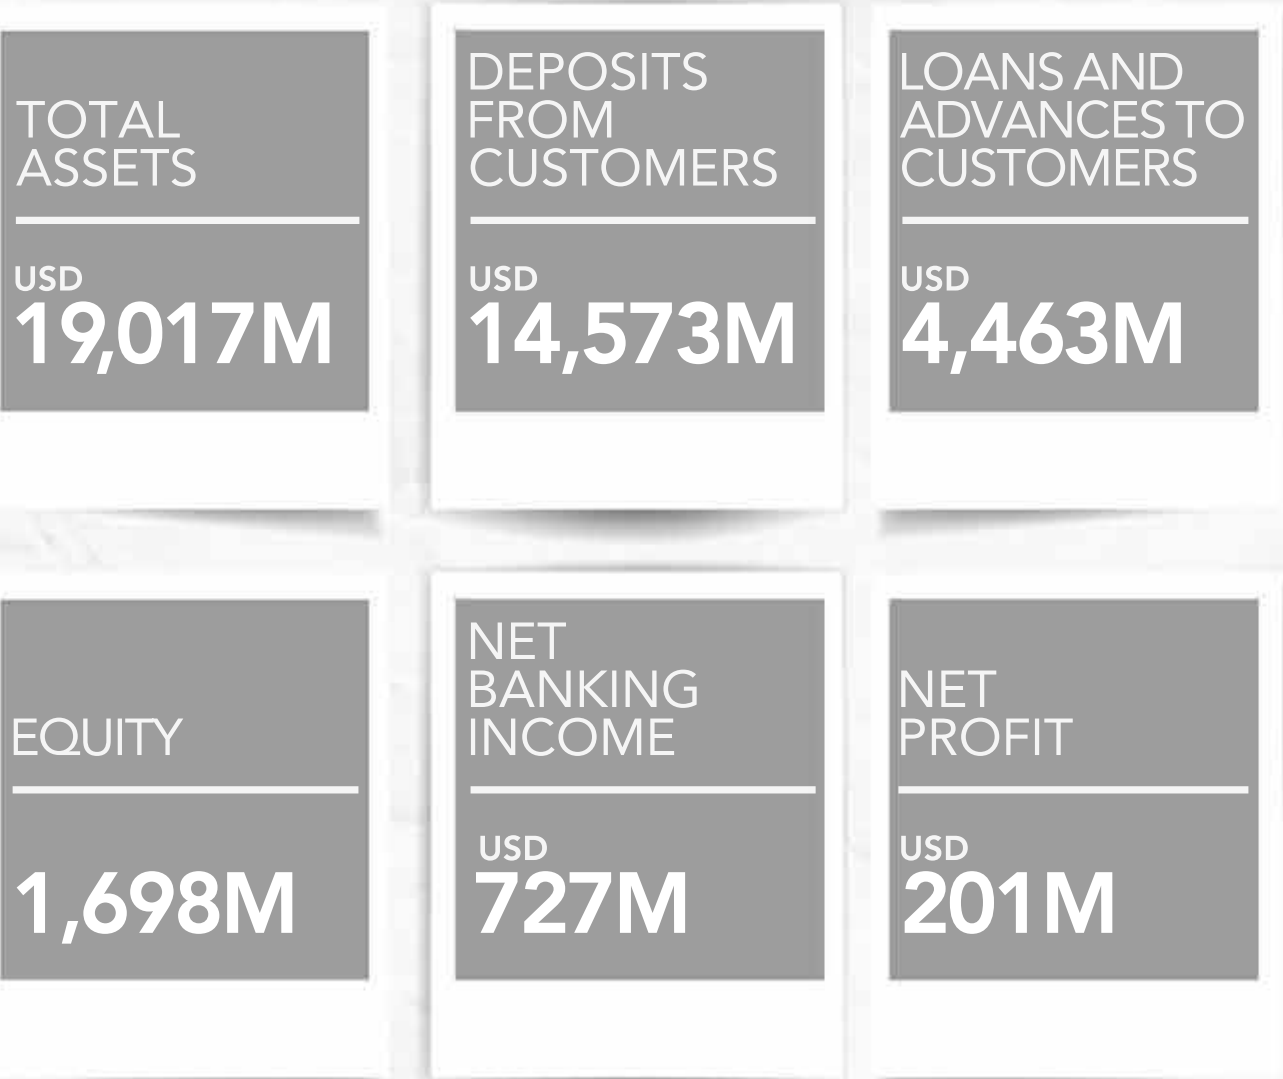 TOTAL
ASSETS
USD
19,017M
DEPOSITS
FROM
CUSTOMERS
USD
14,573M
LOANS AND
ADVANCES TO
CUSTOMERS
USD
4,463M
EQUITY
1,698M
NET
BANKING
INCOME
USD
727M
NET
PROFIT
USD
201M